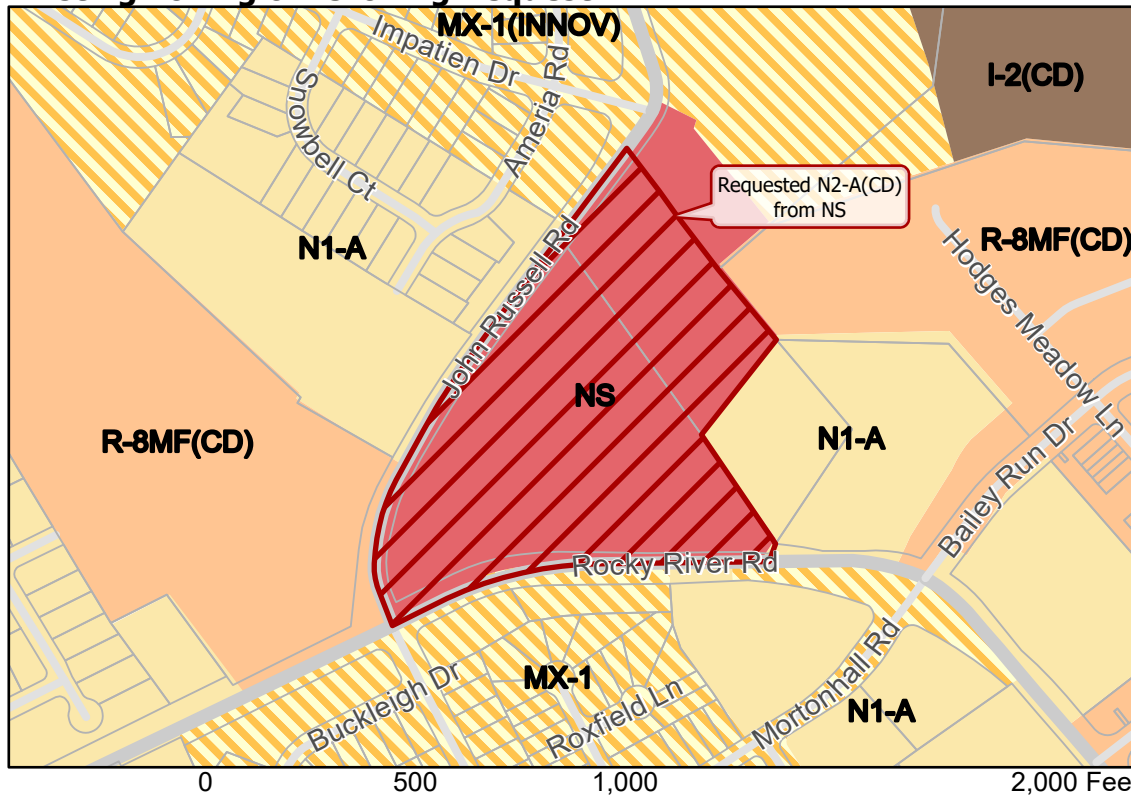 MX-1(INNOV)
I-2(CD)
Impatien Dr
Ameria Rd
Snowbell Ct
Requested N2-A(CD)
from NS
N1-A
R-8MF(CD)
John Russell Rd
Hodges Meadow Ln
NS
R-8MF(CD)
N1-A
Bailey Run Dr
Rocky River Rd
MX-1
Buckleigh Dr
Roxfield Ln
Mortonhall Rd
N1-A
0 500 1,000 2,000 Fee